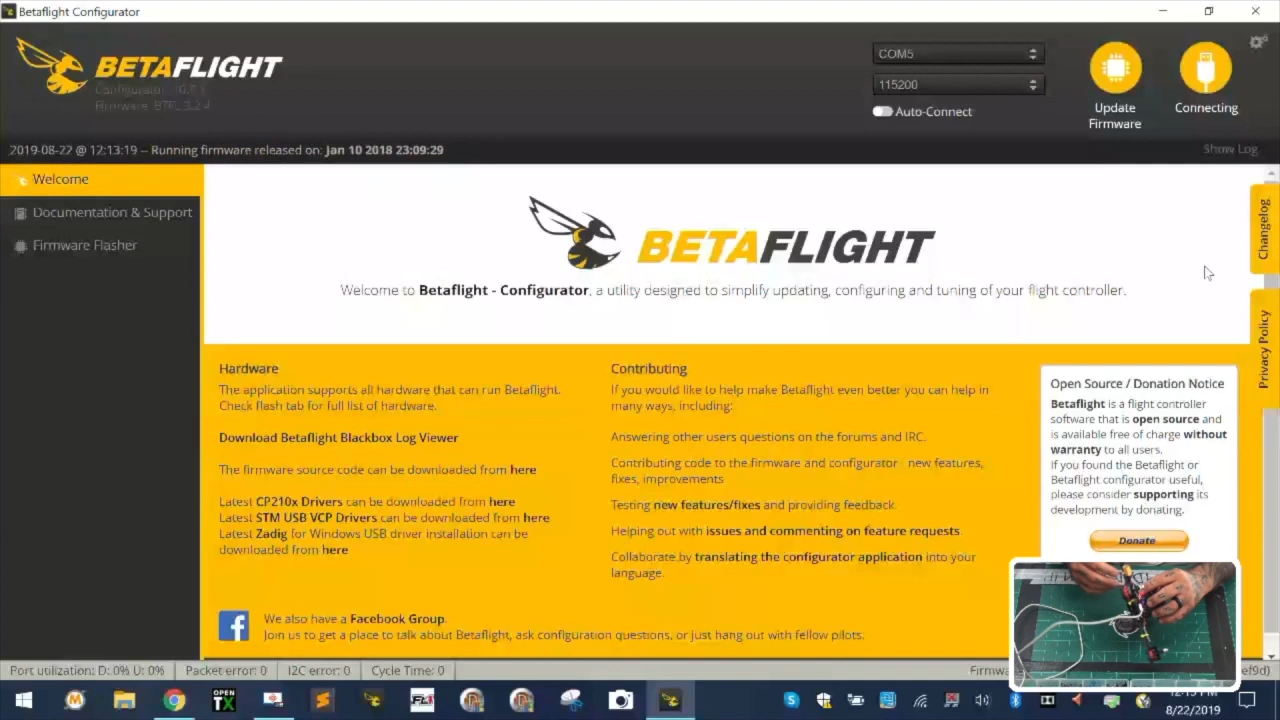 Betaflight Configurator
BETAFLIGHT
Firmware: BTFL 3.2.4
COM5
115200
Auto-Connect
Update
Firmware
Connecting
2019-08-22 @ 12:13:19 -- Running firmware released on: Jan 10 2018 23:09:29
Show Log
Welcome
Documentation & Support
Firmware Flasher
BETAFLIGHT
Welcome to Betaflight - Configurator, a utility designed to simplify updating, configuring and tuning of your flight controller.
Changelog
Privacy Policy
Hardware
The application supports all hardware that can run Betaflight.
Check flash tab for full list of hardware.
Download Betaflight Blackbox Log Viewer
The firmware source code can be downloaded from here
Latest CP210x Drivers can be downloaded from here
Latest STM USB VCP Drivers can be downloaded from here
Latest Zadig for Windows USB driver installation can be
downloaded from here
Contributing
If you would like to help make Betaflight even better you can help in
many ways, including:
Answering other users questions on the forums and IRC.
Contributing code to the firmware and configurator - new features,
fixes, improvements
Testing new features/fixes and providing feedback.
Helping out with issues and commenting on feature requests.
Collaborate by translating the configurator application into your
language.
Open Source / Donation Notice
Betaflight is a flight controller
software that is open source and
is available free of charge without
warranty to all users.
If you found the Betaflight or
Betaflight configurator useful,
please consider supporting its
development by donating.
Donate
We also have a Facebook Group.
Join us to get a place to talk about Betaflight, ask configuration questions, or just hang out with fellow pilots.
Port utilization: D: 0% U: 0%
Packet error: 0
I2C error: 0
Cycle Time: 0
OPEN
TX
8/22/2019